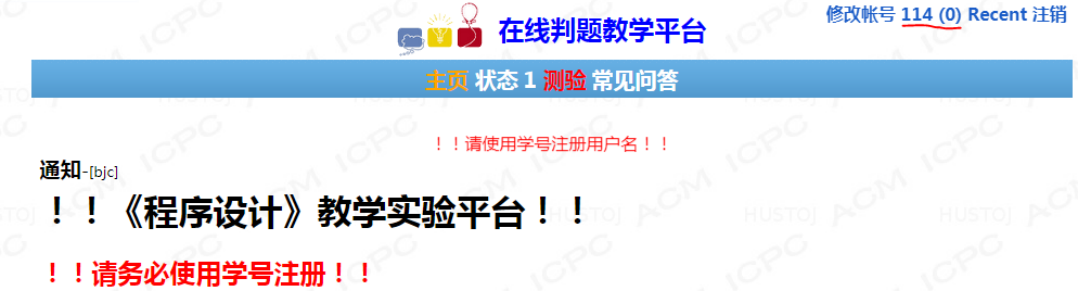 修改帐号 114 (0) Recent 注销
在线判题教学平台
主页 状态 1 测验 常见问答
！！请使用学号注册用户名！！
通知-[bjc]
！！《程序设计》教学实验平台！！
！！请务必使用学号注册！！
HUSTOJ ACM ICPC